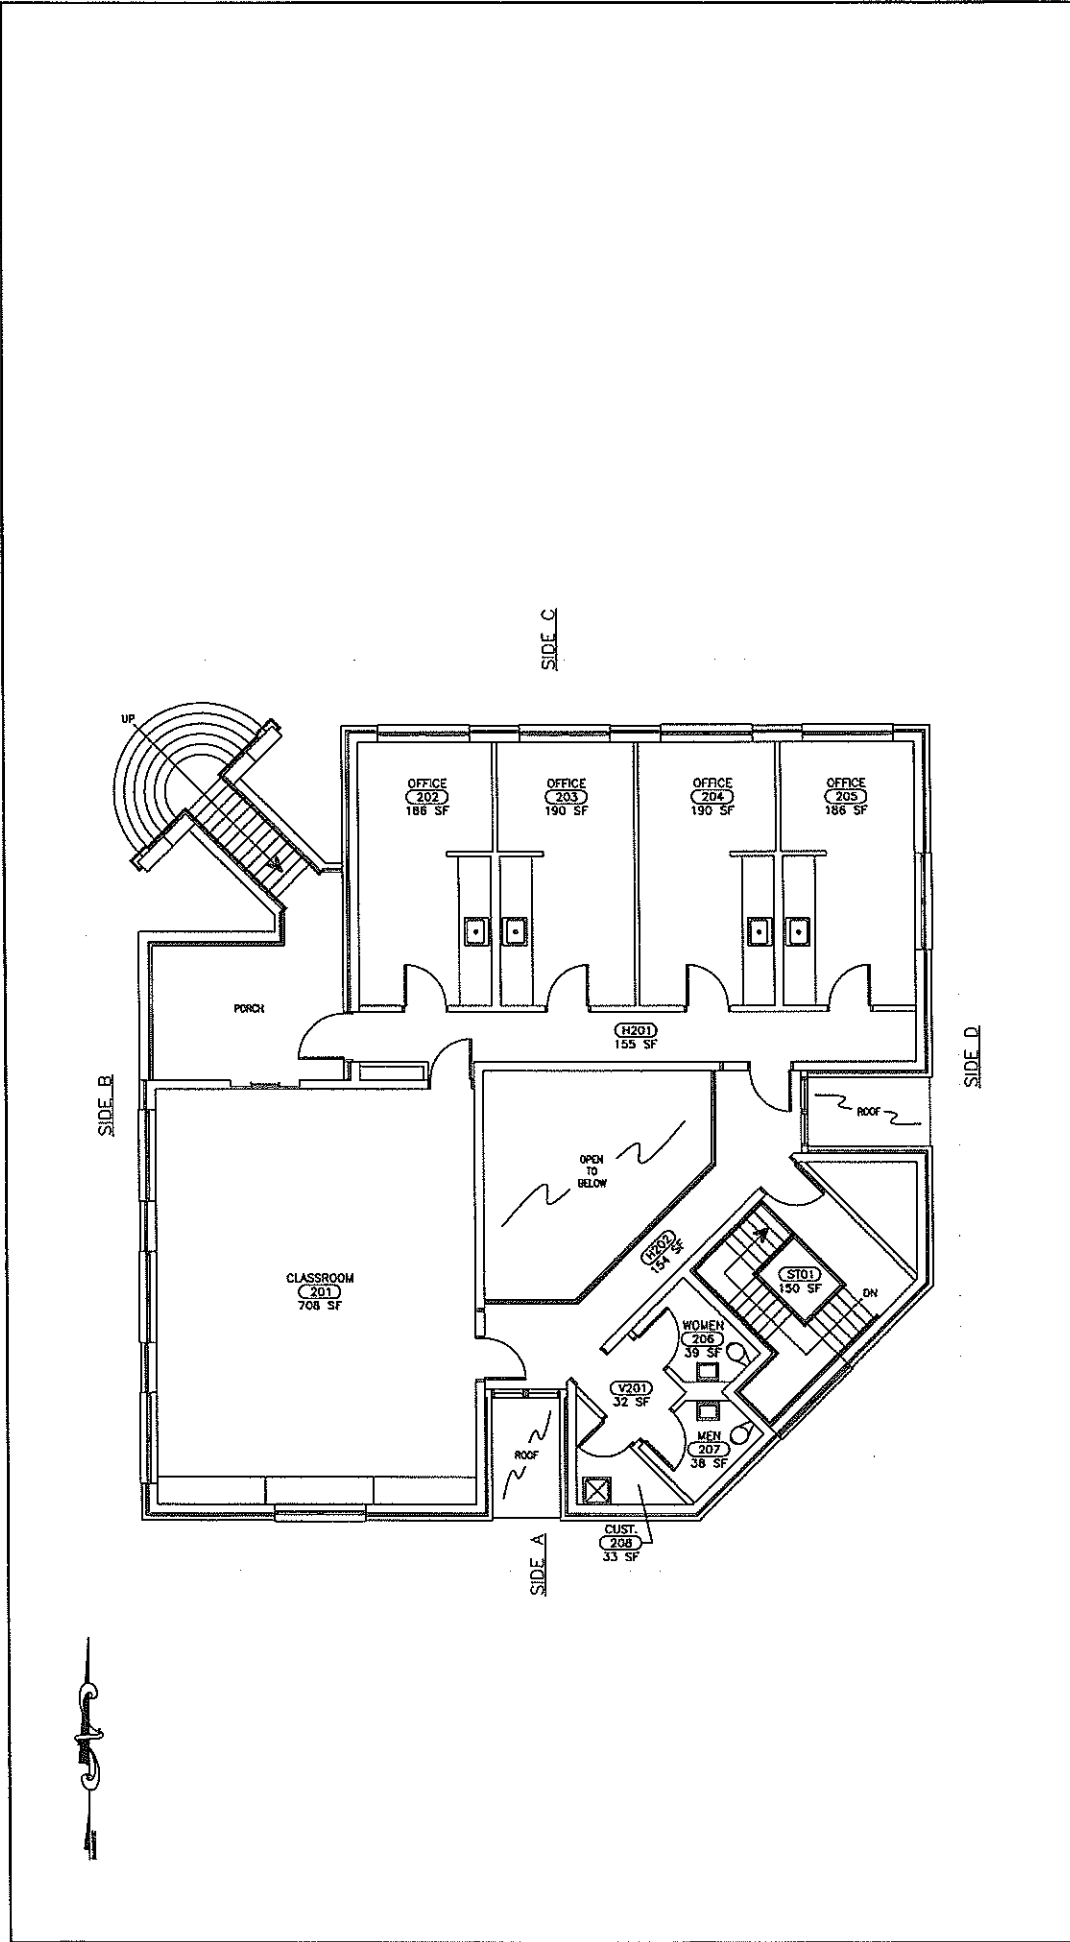 SIDE C
UP
OFFICE
202
186 SF
OFFICE
203
190 SF
OFFICE
204
190 SF
OFFICE
205
186 SF
PORCH
H201
155 SF
SIDE B
SIDE D
ROOF
OPEN
TO
BELOW
H202
154 SF
CLASSROOM
201
708 SF
ST01
150 SF
DN
WOMEN
206
39 SF
V201
32 SF
MEN
207
38 SF
ROOF
CUST.
208
33 SF
SIDE A